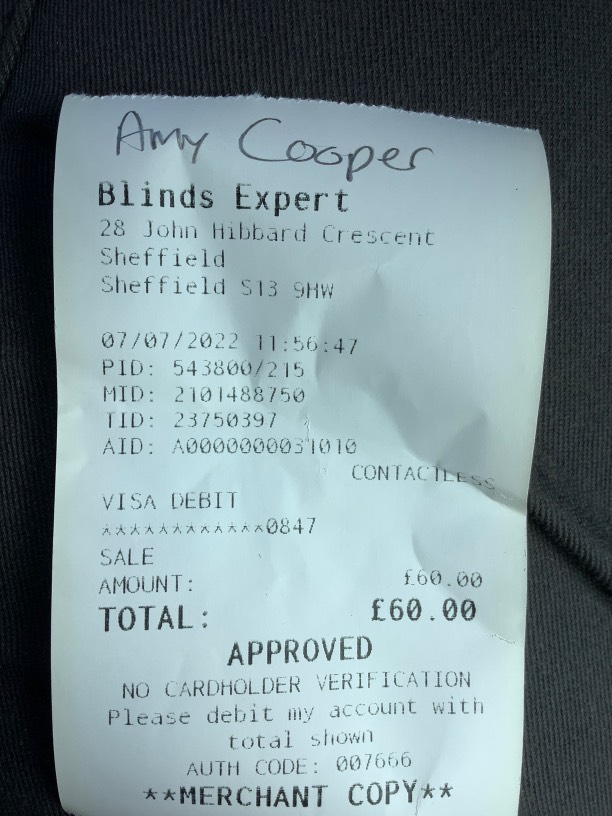 Amy Cooper
Blinds Expert
28 John Hibbard Crescent
Sheffield
Sheffield S13 9HW
07/07/2022 11:56:47
PID: 543800/215
MID: 2101488750
TID: 23750397
AID: A0000000031010
CONTACTLESS
VISA DEBIT
************0847
SALE
AMOUNT: £60.00
TOTAL: £60.00
APPROVED
NO CARDHOLDER VERIFICATION
Please debit my account with
total shown
AUTH CODE: 007666
**MERCHANT COPY**